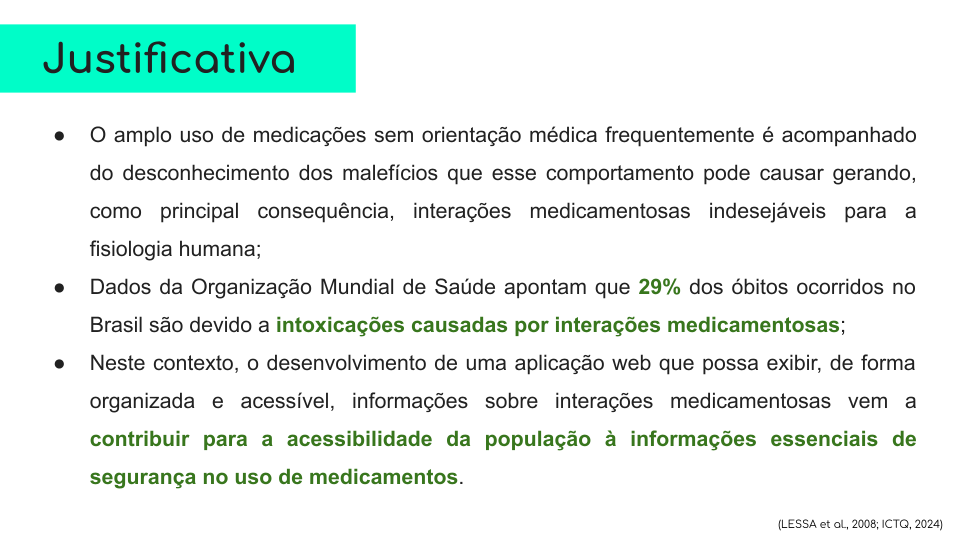 Justificativa
● O amplo uso de medicações sem orientação médica frequentemente é acompanhado
do desconhecimento dos malefícios que esse comportamento pode causar gerando,
como principal consequência, interações medicamentosas indesejáveis para a
fisiologia humana;
● Dados da Organização Mundial de Saúde apontam que 29% dos óbitos ocorridos no
Brasil são devido a intoxicações causadas por interações medicamentosas;
● Neste contexto, o desenvolvimento de uma aplicação web que possa exibir, de forma
organizada e acessível, informações sobre interações medicamentosas vem a
contribuir para a acessibilidade da população à informações essenciais de
segurança no uso de medicamentos.
(LESSA et al., 2008; ICTQ, 2024)